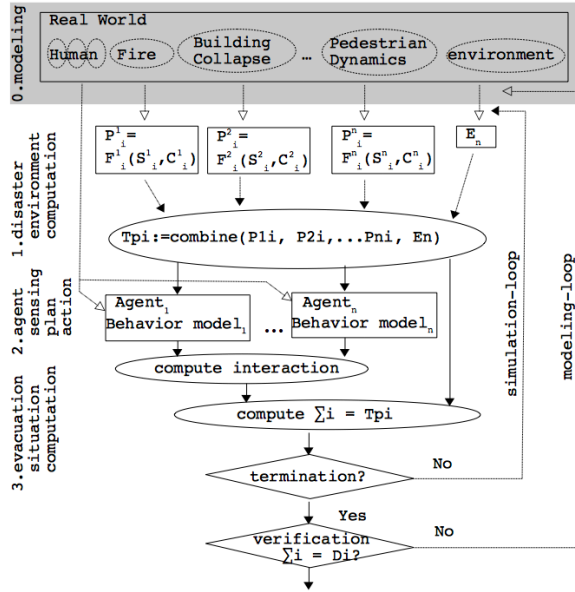 0.modeling
Real World
Human
Fire
Building
Collapse
...
Pedestrian
Dynamics
environment
1.disaster
environment
computation
P¹ᵢ=
F¹ᵢ(S¹ᵢ,C¹ᵢ)
P²ᵢ=
F²ᵢ(S²ᵢ,C²ᵢ)
Pⁿᵢ=
Fⁿᵢ(Sⁿᵢ,Cⁿᵢ)
Eₙ
Tpi:=combine(P1i, P2i,...Pni, En)
2.agent
sensing
plan
action
Agent₁
Behavior model₁
...
Agentₙ
Behavior modelₙ
compute interaction
3.evacuation
situation
computation
compute ∑i = Tpi
termination?
No
Yes
verification
∑i = Di?
No
simulation-loop
modeling-loop